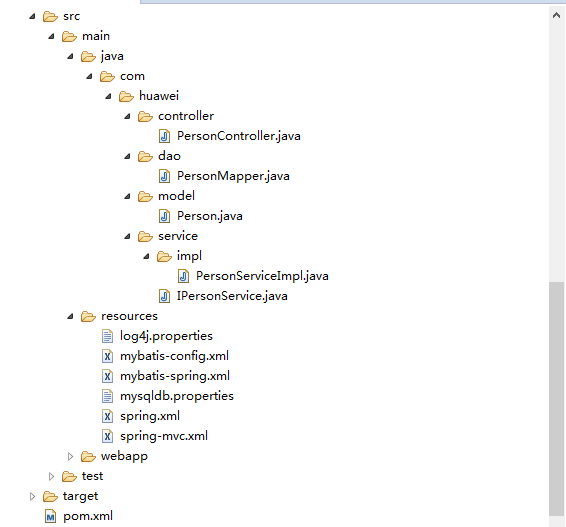 src
main
java
com
huawei
controller
PersonController.java
dao
PersonMapper.java
model
Person.java
service
impl
PersonServiceImpl.java
IPersonService.java
resources
log4j.properties
mybatis-config.xml
mybatis-spring.xml
mysqldb.properties
spring.xml
spring-mvc.xml
webapp
test
target
pom.xml